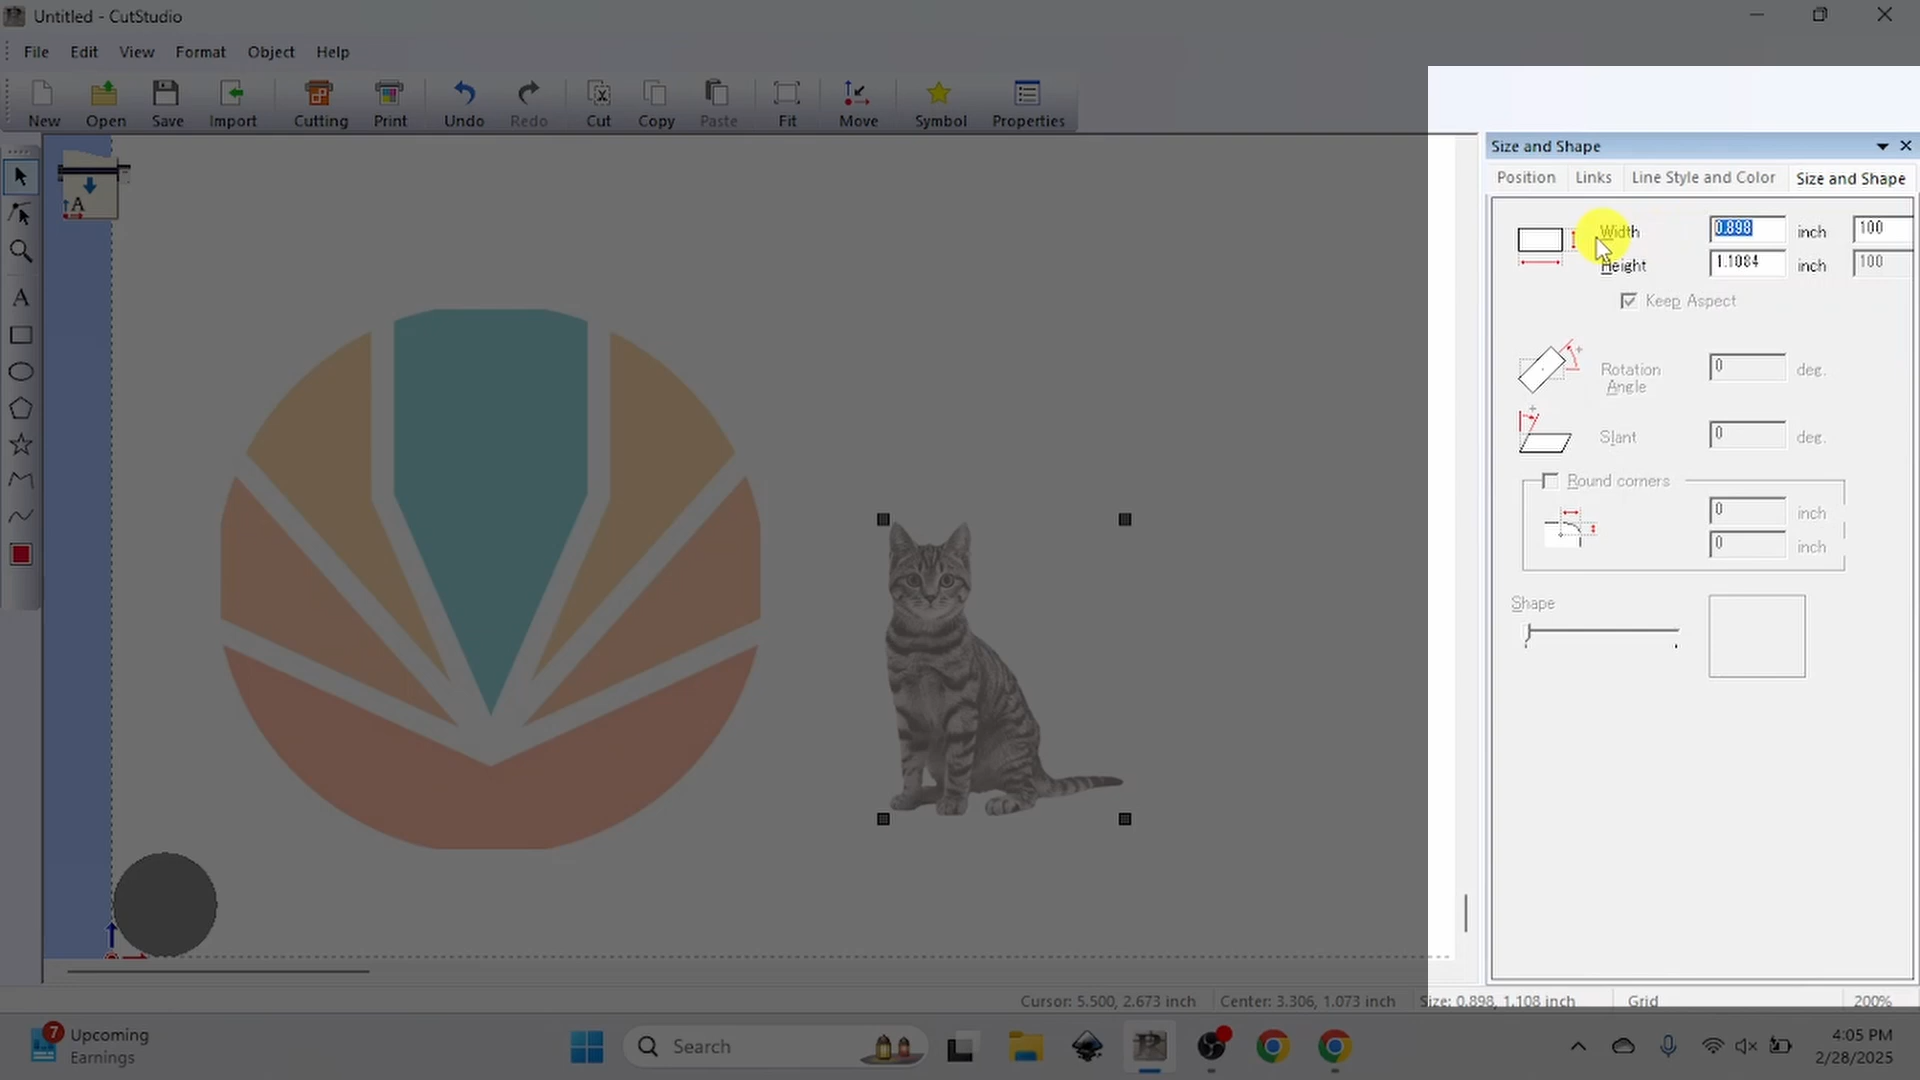 Untitled - CutStudio
File Edit View Format Object Help
New Open Save Import Cutting Print Undo Redo Cut Copy Paste Fit Move Symbol Properties
A
A
Size and Shape
Position Links Line Style and Color Size and Shape
Width 0.898 inch 100
Height 1.1084 inch 100
Keep Aspect
Rotation Angle 0 deg.
Slant 0 deg.
Round corners
0 inch
0 inch
Shape
Cursor: 5.500, 2.673 inch Center: 3.306, 1.073 inch Size: 0.898, 1.108 inch Grid 200%
7 Upcoming
Earnings
Search
4:05 PM
2/28/2025